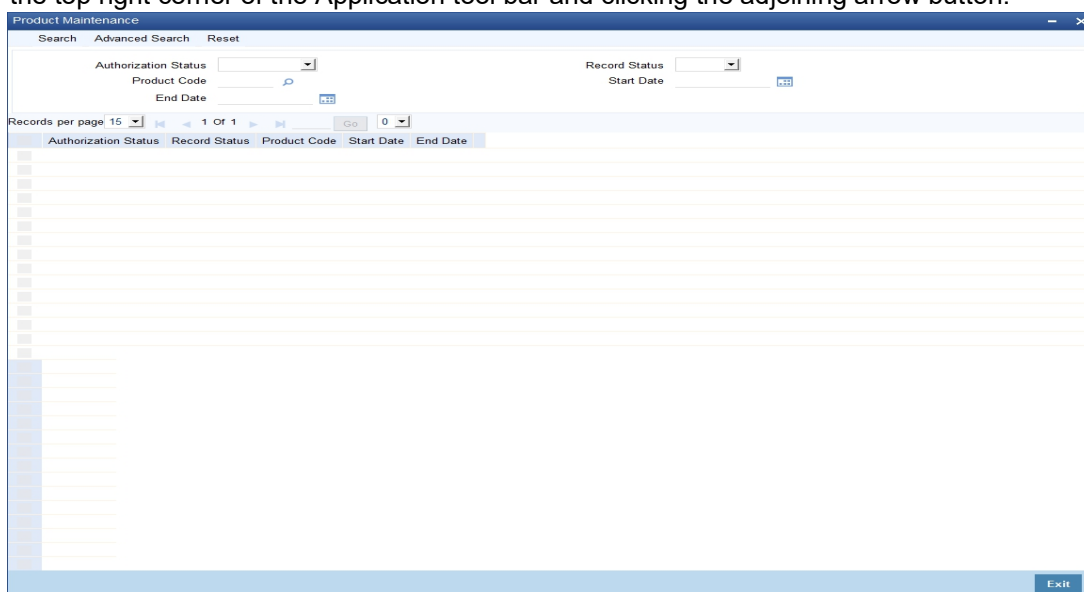 the top right corner of the Application tool bar and clicking the adjoining arrow button.
Product Maintenance
Search Advanced Search Reset
Authorization Status Record Status
Product Code Start Date
End Date
Records per page 15 1 Of 1 Go 0
Authorization Status Record Status Product Code Start Date End Date
Exit